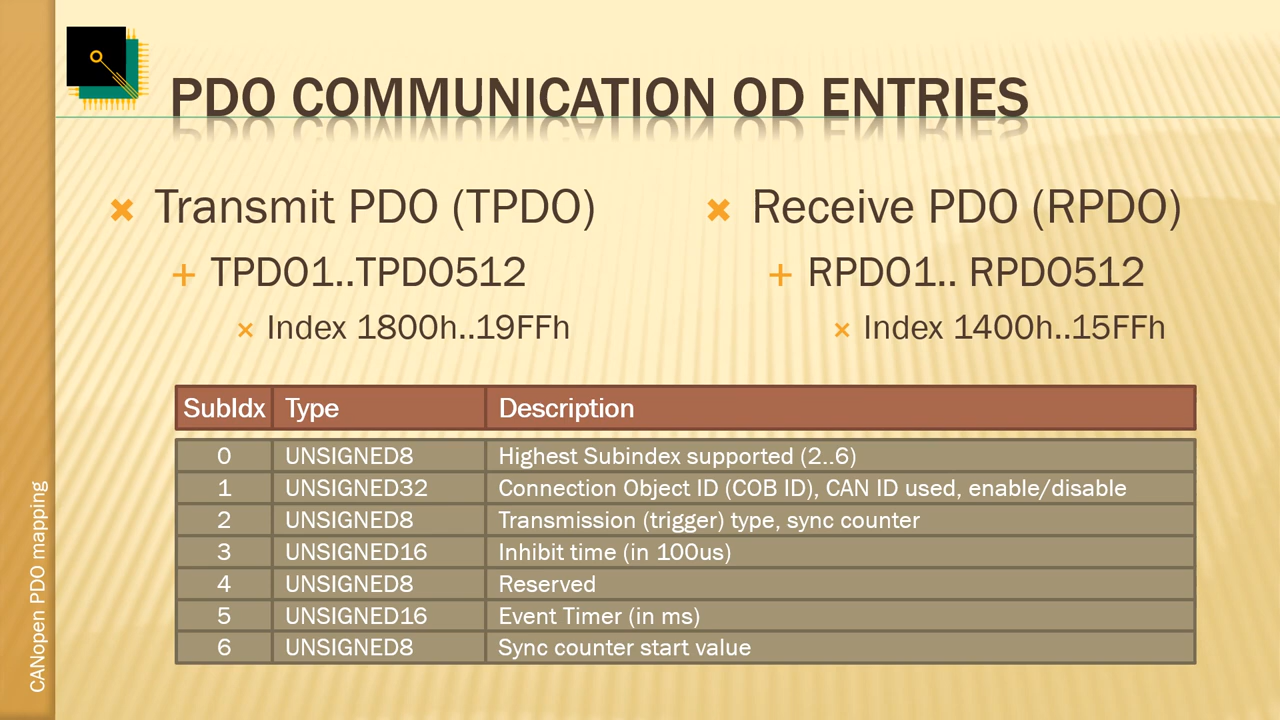 PDO COMMUNICATION OD ENTRIES
Transmit PDO (TPDO)
TPDO1..TPDO512
Index 1800h..19FFh
Receive PDO (RPDO)
RPDO1.. RPDO512
Index 1400h..15FFh
SubIdx Type Description
0 UNSIGNED8 Highest Subindex supported (2..6)
1 UNSIGNED32 Connection Object ID (COB ID), CAN ID used, enable/disable
2 UNSIGNED8 Transmission (trigger) type, sync counter
3 UNSIGNED16 Inhibit time (in 100us)
4 UNSIGNED8 Reserved
5 UNSIGNED16 Event Timer (in ms)
6 UNSIGNED8 Sync counter start value
CANopen PDO mapping